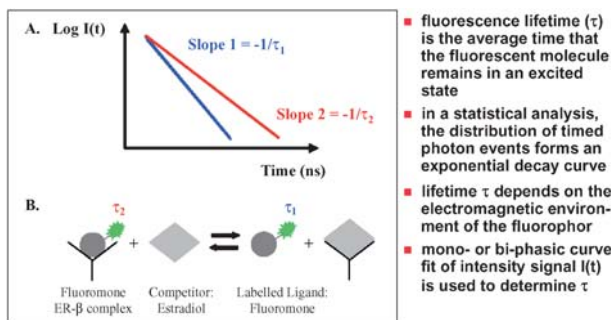 A. Log I(t)
Slope 1 = -1/τ1
Slope 2 = -1/τ2
Time (ns)
B.
τ2 τ1
+ +
Fluoromone Competitor: Labelled Ligand:
ER-β complex Estradiol Fluoromone
fluorescence lifetime (τ)
is the average time that
the fluorescent molecule
remains in an excited
state
in a statistical analysis,
the distribution of timed
photon events forms an
exponential decay curve
lifetime τ depends on the
electromagnetic environ-
ment of the fluorophor
mono- or bi-phasic curve
fit of intensity signal I(t)
is used to determine τ